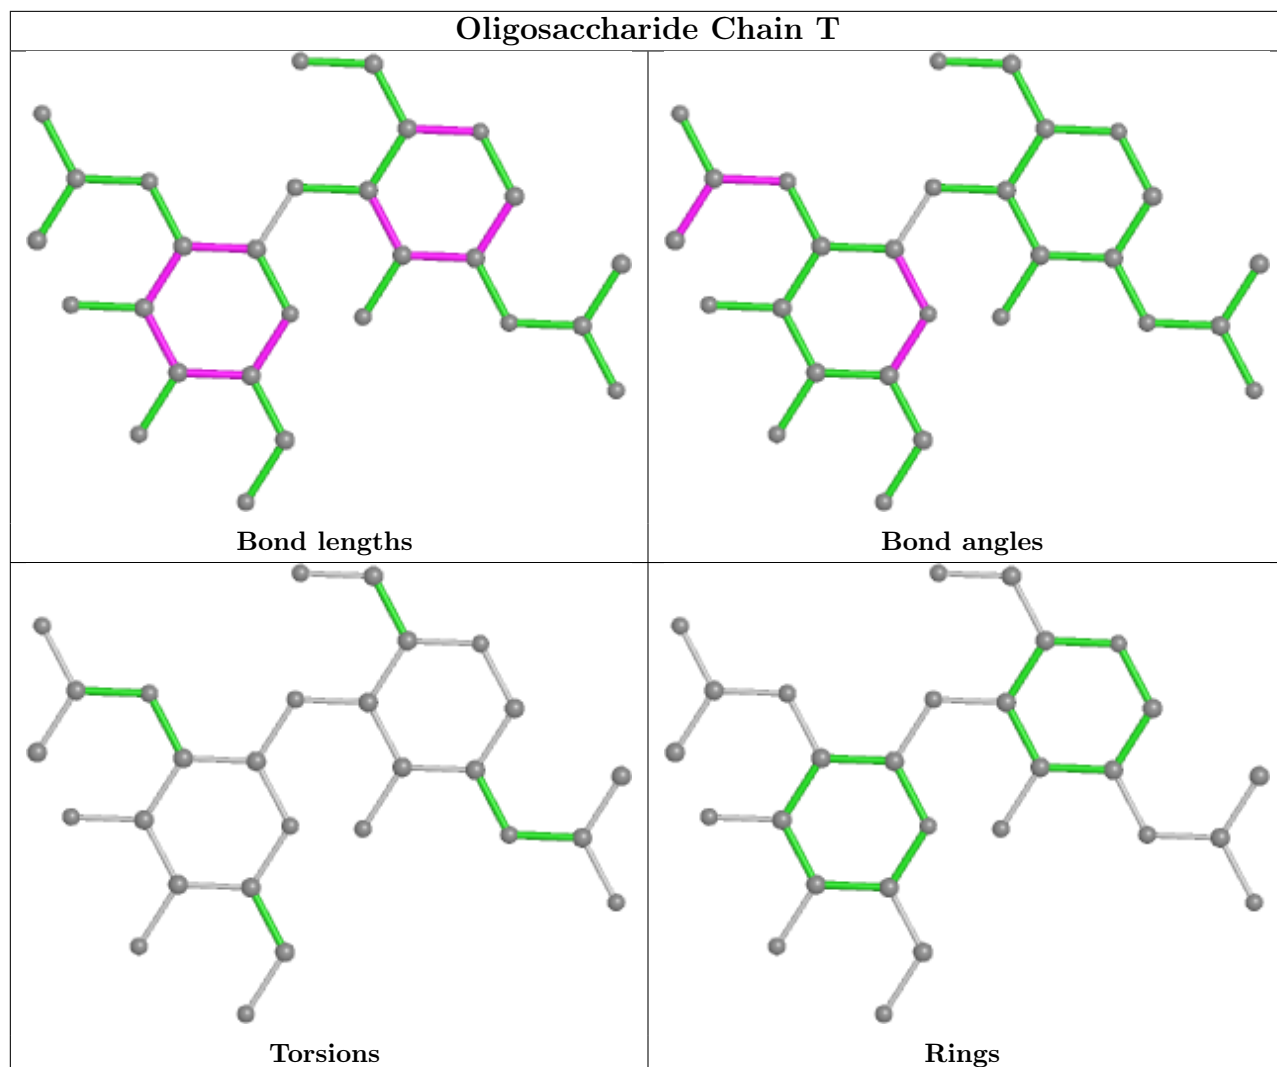 Oligosaccharide Chain T
Bond lengths
Bond angles
Torsions
Rings